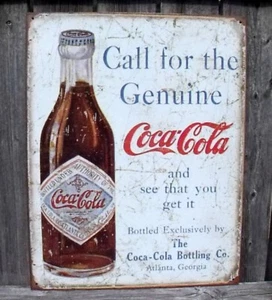 Call for the
Genuine
Coca-Cola
and
see that you
get it
Bottled Exclusively by
The
Coca-Cola Bottling Co.
Atlanta, Georgia
Coca-Cola